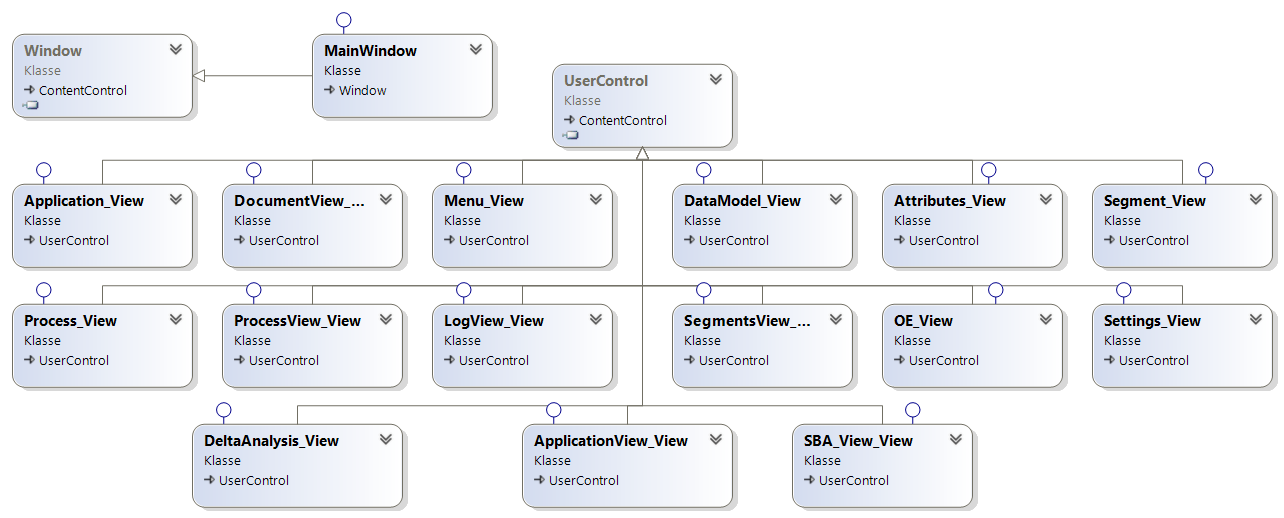 Window
Klasse
ContentControl
MainWindow
Klasse
Window
UserControl
Klasse
ContentControl
Application_View
Klasse
UserControl
DocumentView_...
Klasse
UserControl
Menu_View
Klasse
UserControl
DataModel_View
Klasse
UserControl
Attributes_View
Klasse
UserControl
Segment_View
Klasse
UserControl
Process_View
Klasse
UserControl
ProcessView_View
Klasse
UserControl
LogView_View
Klasse
UserControl
SegmentsView_...
Klasse
UserControl
OE_View
Klasse
UserControl
Settings_View
Klasse
UserControl
DeltaAnalysis_View
Klasse
UserControl
ApplicationView_View
Klasse
UserControl
SBA_View_View
Klasse
UserControl